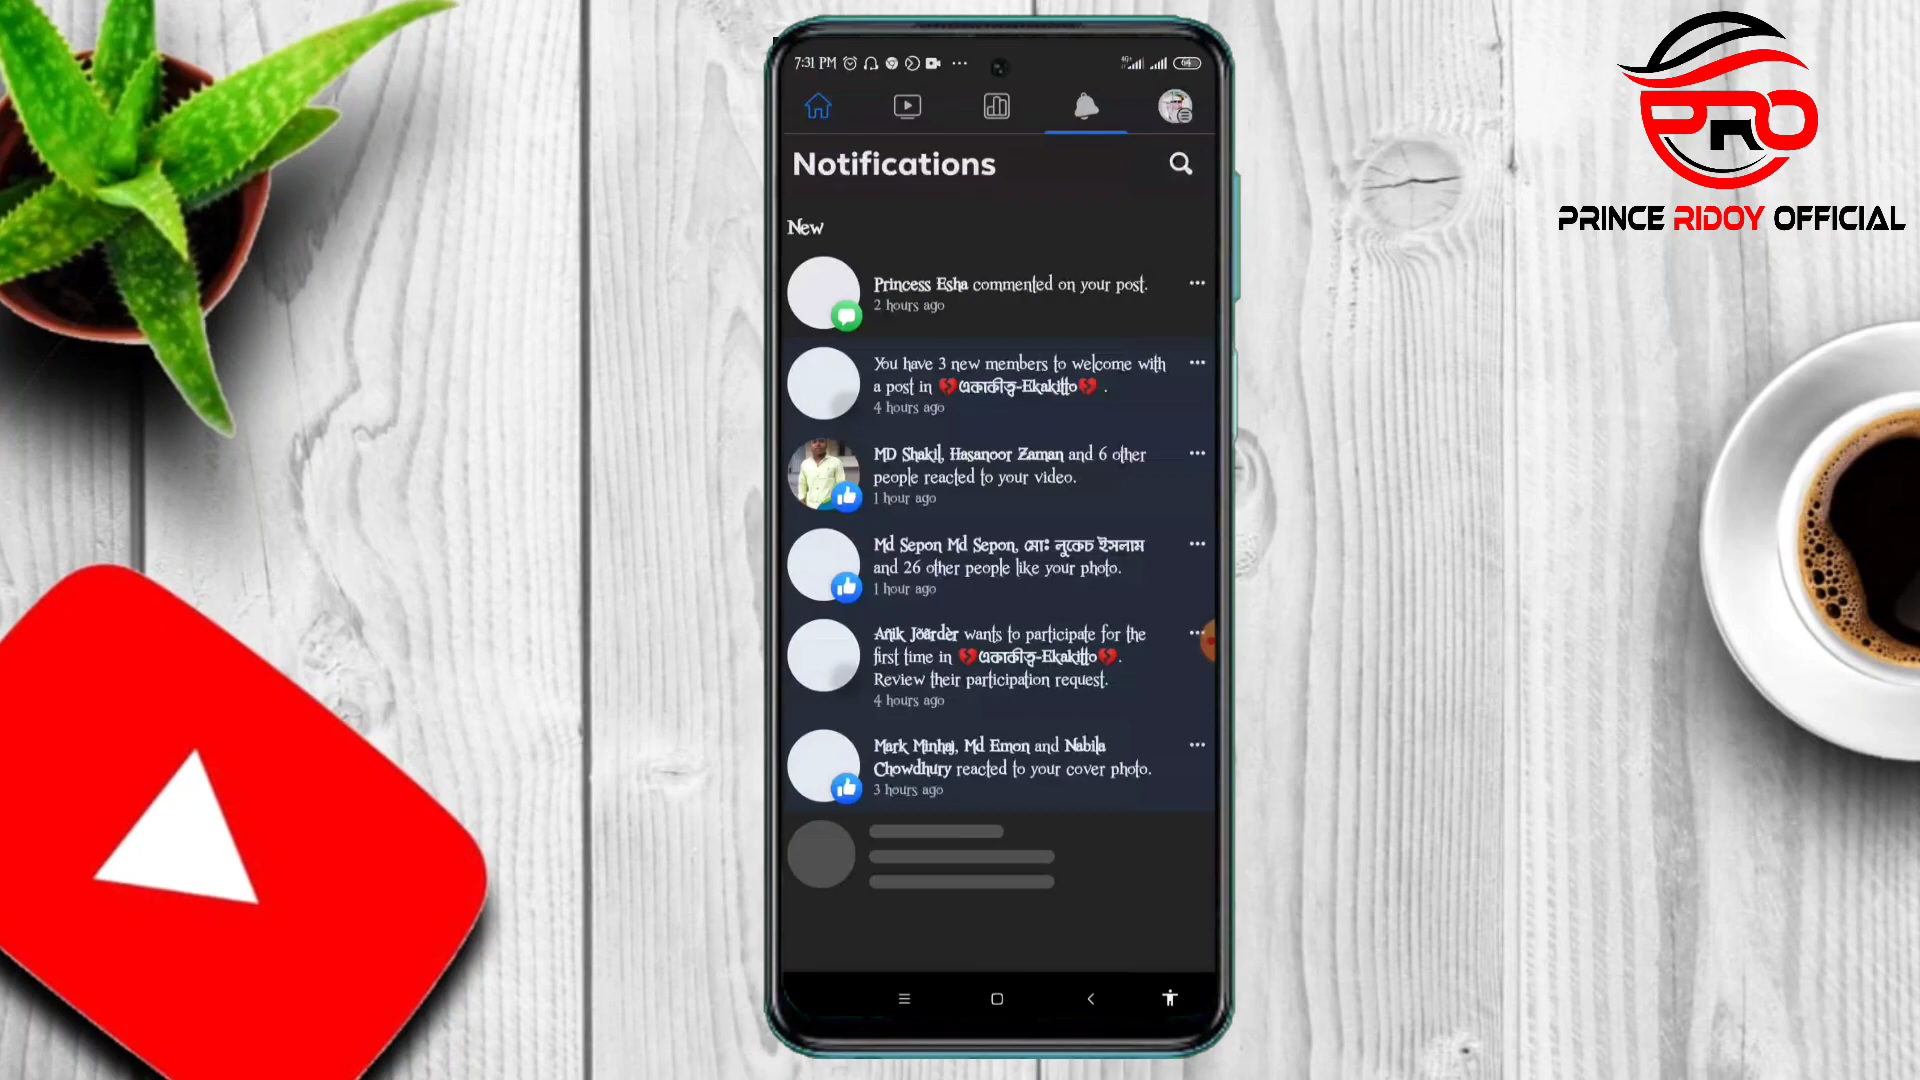 7:31 PM
4G
64
Notifications
New
Princess Esha commented on your post.
2 hours ago
You have 3 new members to welcome with
a post in 💔একাকীত্ব-Ekakitto💔 .
4 hours ago
MD Shakil, Hasanoor Zaman and 6 other
people reacted to your video.
1 hour ago
Md Sepon Md Sepon, মোঃ লুকেচ ইসলাম
and 26 other people like your photo.
1 hour ago
Añik Jōārdèr wants to participate for the
first time in 💔একাকীত্ব-Ekakitto💔.
Review their participation request.
4 hours ago
Mark Minhaj, Md Emon and Nabila
Chowdhury reacted to your cover photo.
3 hours ago
PRO
PRINCE RIDOY OFFICIAL